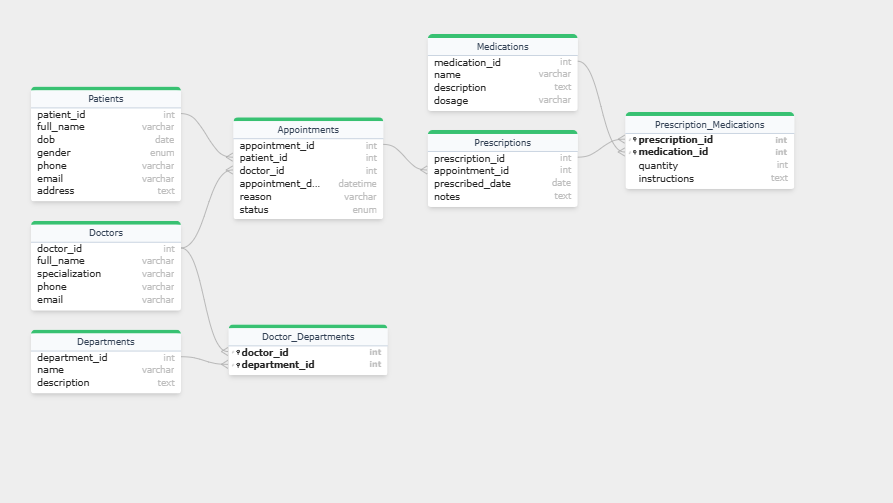 Patients
patient_id int
full_name varchar
dob date
gender enum
phone varchar
email varchar
address text
Doctors
doctor_id int
full_name varchar
specialization varchar
phone varchar
email varchar
Departments
department_id int
name varchar
description text
Appointments
appointment_id int
patient_id int
doctor_id int
appointment_d... datetime
reason varchar
status enum
Doctor_Departments
doctor_id int
department_id int
Medications
medication_id int
name varchar
description text
dosage varchar
Prescriptions
prescription_id int
appointment_id int
prescribed_date date
notes text
Prescription_Medications
prescription_id int
medication_id int
quantity int
instructions text